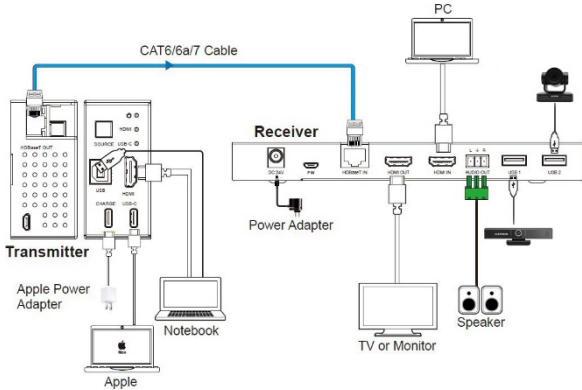 PC
CAT6/6a/7 Cable
HDBaseT OUT
HDMI
SOURCE USB-C
USB
HDMI
CHARGE USB-C
Transmitter
Receiver
L R
DC 24V
FW
HDBaseT IN
HDMI OUT
HDMI IN
AUDIO OUT
USB 1
USB 2
Power Adapter
Apple Power
Adapter
Notebook
Apple
TV or Monitor
Speaker